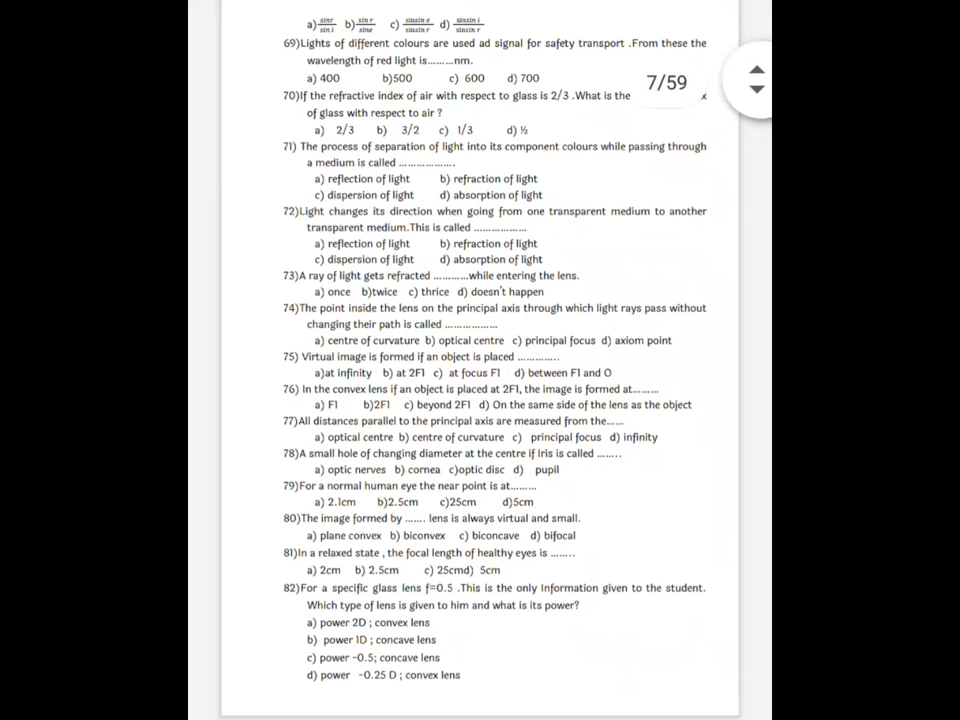 a) sinr/sin i b) sin r/sine c) sinsin e/sinsin r d) sinsin i/sinsin r
69)Lights of different colours are used ad signal for safety transport .From these the
wavelength of red light is.........nm.
a) 400 b)500 c) 600 d) 700
7/59
70)If the refractive index of air with respect to glass is 2/3 .What is the x
of glass with respect to air ?
a) 2/3 b) 3/2 c) 1/3 d) ½
71) The process of separation of light into its component colours while passing through
a medium is called ...................
a) reflection of light b) refraction of light
c) dispersion of light d) absorption of light
72)Light changes its direction when going from one transparent medium to another
transparent medium.This is called ..................
a) reflection of light b) refraction of light
c) dispersion of light d) absorption of light
73)A ray of light gets refracted ............while entering the lens.
a) once b)twice c) thrice d) doesn't happen
74)The point inside the lens on the principal axis through which light rays pass without
changing their path is called ..................
a) centre of curvature b) optical centre c) principal focus d) axiom point
75) Virtual image is formed if an object is placed ..............
a)at infinity b) at 2F1 c) at focus F1 d) between F1 and O
76) In the convex lens if an object is placed at 2F1, the image is formed at.........
a) F1 b)2F1 c) beyond 2F1 d) On the same side of the lens as the object
77)All distances parallel to the principal axis are measured from the......
a) optical centre b) centre of curvature c) principal focus d) infinity
78)A small hole of changing diameter at the centre if Iris is called ........
a) optic nerves b) cornea c)optic disc d) pupil
79)For a normal human eye the near point is at.........
a) 2.1cm b)2.5cm c)25cm d)5cm
80)The image formed by ....... lens is always virtual and small.
a) plane convex b) biconvex c) biconcave d) bifocal
81)In a relaxed state , the focal length of healthy eyes is ........
a) 2cm b) 2.5cm c) 25cmd) 5cm
82)For a specific glass lens f=0.5 .This is the only Information given to the student.
Which type of lens is given to him and what is its power?
a) power 2D ; convex lens
b) power 1D ; concave lens
c) power -0.5; concave lens
d) power -0.25 D ; convex lens